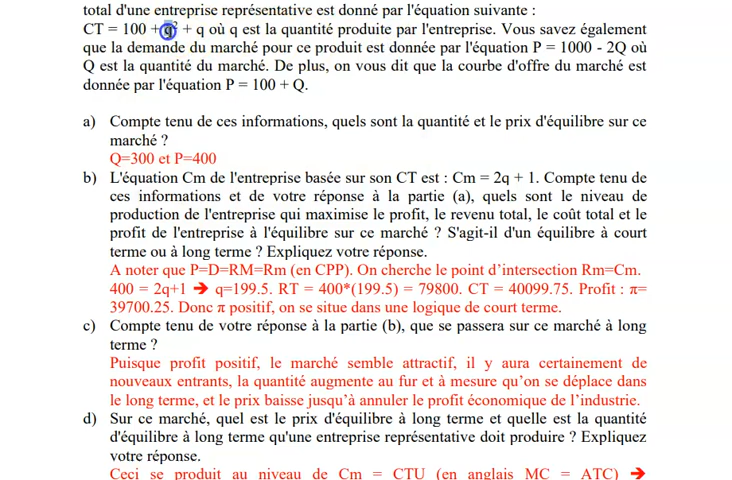 total d'une entreprise représentative est donné par l'équation suivante :
CT = 100 + q² + q où q est la quantité produite par l'entreprise. Vous savez également
que la demande du marché pour ce produit est donnée par l'équation P = 1000 - 2Q où
Q est la quantité du marché. De plus, on vous dit que la courbe d'offre du marché est
donnée par l'équation P = 100 + Q.
a) Compte tenu de ces informations, quels sont la quantité et le prix d'équilibre sur ce
marché ?
Q=300 et P=400
b) L'équation Cm de l'entreprise basée sur son CT est : Cm = 2q + 1. Compte tenu de
ces informations et de votre réponse à la partie (a), quels sont le niveau de
production de l'entreprise qui maximise le profit, le revenu total, le coût total et le
profit de l'entreprise à l'équilibre sur ce marché ? S'agit-il d'un équilibre à court
terme ou à long terme ? Expliquez votre réponse.
A noter que P=D=RM=Rm (en CPP). On cherche le point d'intersection Rm=Cm.
400 = 2q+1 ➔ q=199.5. RT = 400*(199.5) = 79800. CT = 40099.75. Profit : π=
39700.25. Donc π positif, on se situe dans une logique de court terme.
c) Compte tenu de votre réponse à la partie (b), que se passera sur ce marché à long
terme ?
Puisque profit positif, le marché semble attractif, il y aura certainement de
nouveaux entrants, la quantité augmente au fur et à mesure qu'on se déplace dans
le long terme, et le prix baisse jusqu'à annuler le profit économique de l'industrie.
d) Sur ce marché, quel est le prix d'équilibre à long terme et quelle est la quantité
d'équilibre à long terme qu'une entreprise représentative doit produire ? Expliquez
votre réponse.
Ceci se produit au niveau de Cm = CTU (en anglais MC = ATC) ➔